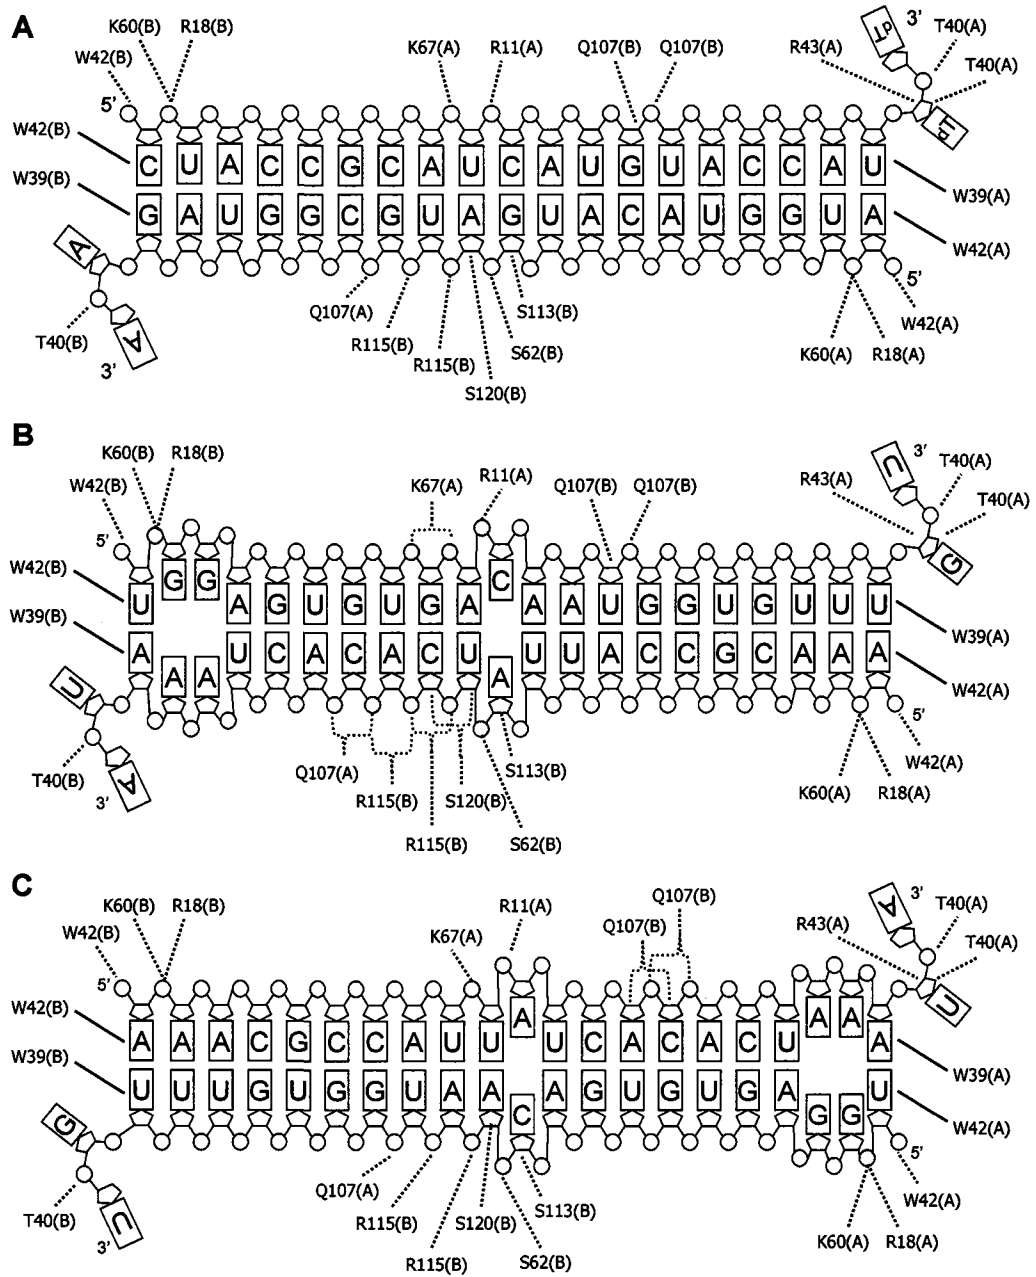 A
K60(B) R18(B) K67(A) R11(A) Q107(B) Q107(B) R43(A) dT 3' T40(A)
W42(B) T40(A)
5' dT
W42(B) C U A C C G C A U C A U G U A C C A U
W39(B) W39(A)
G A U G G C G U A G U A C A U G G U A
A W42(A)
5'
T40(B) A Q107(A) S113(B) W42(A)
3' R115(B) R115(B) S62(B) K60(A) R18(A)
S120(B)
B
K60(B) R18(B) R11(A) U 3' T40(A)
W42(B) K67(A) Q107(B) Q107(B) R43(A) T40(A)
5' G
W42(B) U G G A G U G U G A C A A U G G U G U U U
W39(B) W39(A)
A A A U C A C A C U A U U A C C G C A A A
U W42(A)
5'
T40(B) A Q107(A) S113(B) W42(A)
3' R115(B) S120(B) K60(A) R18(A)
R115(B) S62(B)
C
K60(B) R18(B) R11(A) Q107(B) A 3' T40(A)
W42(B) K67(A) Q107(B) R43(A) T40(A)
5' U
W42(B) A A A C G C C A U U A U C A C A C U A A A
W39(B) W39(A)
U U U G U G G U A A C A G U G U G A G G U
G W42(A)
5'
Q107(A) S113(B) W42(A)
T40(B) U R115(B) S120(B)
3' R115(B) S62(B) K60(A) R18(A)